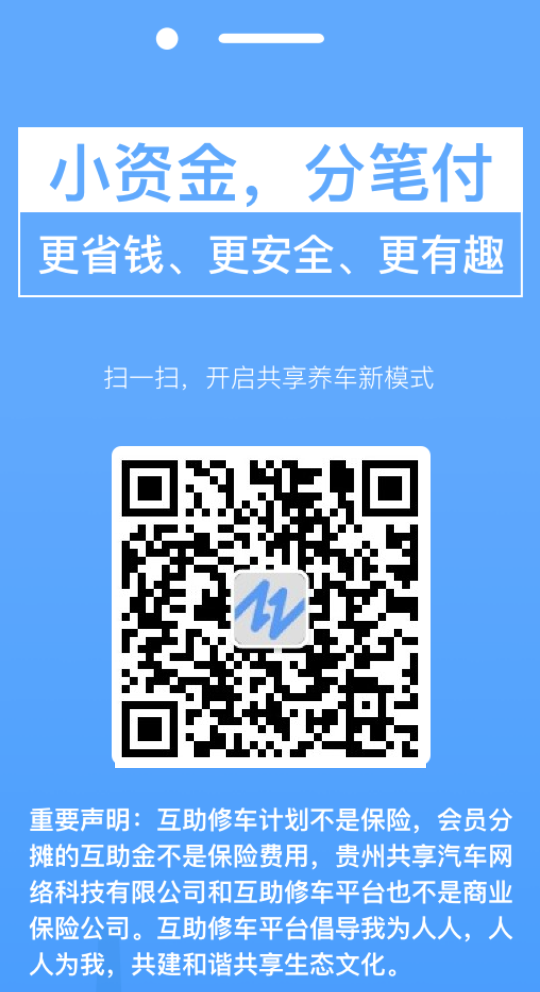 小资金，分笔付
更省钱、更安全、更有趣
扫一扫，开启共享养车新模式
重要声明：互助修车计划不是保险，会员分
摊的互助金不是保险费用，贵州共享汽车网
络科技有限公司和互助修车平台也不是商业
保险公司。互助修车平台倡导我为人人，人
人为我，共建和谐共享生态文化。